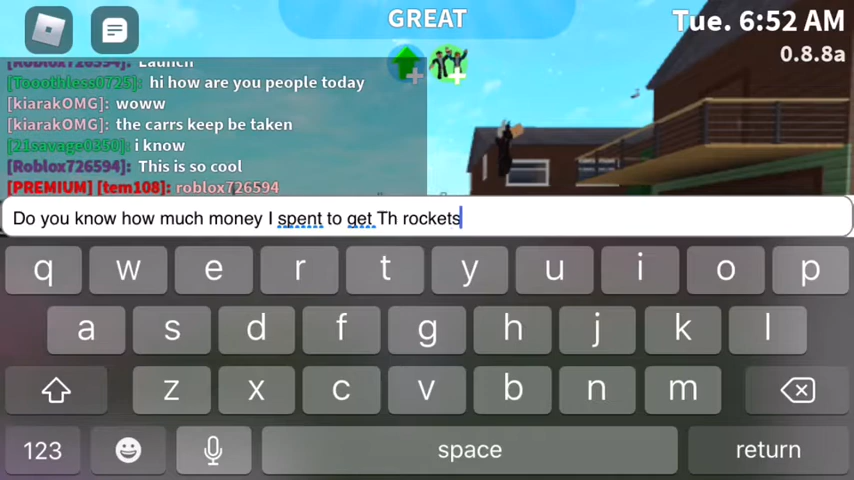 GREAT
Tue. 6:52 AM
0.8.8a
[Roblox726594]: Launch
[Tooothless0725]: hi how are you people today
[kiarakOMG]: woww
[kiarakOMG]: the carrs keep be taken
[21savage0350]: i know
[Roblox726594]: This is so cool
[PREMIUM] [tem108]: roblox726594
Do you know how much money I spent to get Th rockets
q w e r t y u i o p
a s d f g h j k l
z x c v b n m
123 space return